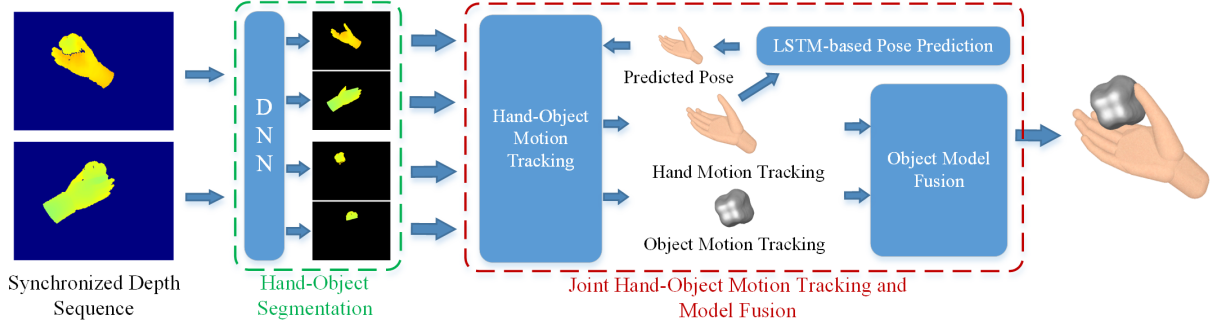 Synchronized Depth
Sequence
D
N
N
Hand-Object
Segmentation
Hand-Object
Motion
Tracking
Predicted Pose
LSTM-based Pose Prediction
Hand Motion Tracking
Object Motion Tracking
Object Model
Fusion
Joint Hand-Object Motion Tracking and
Model Fusion